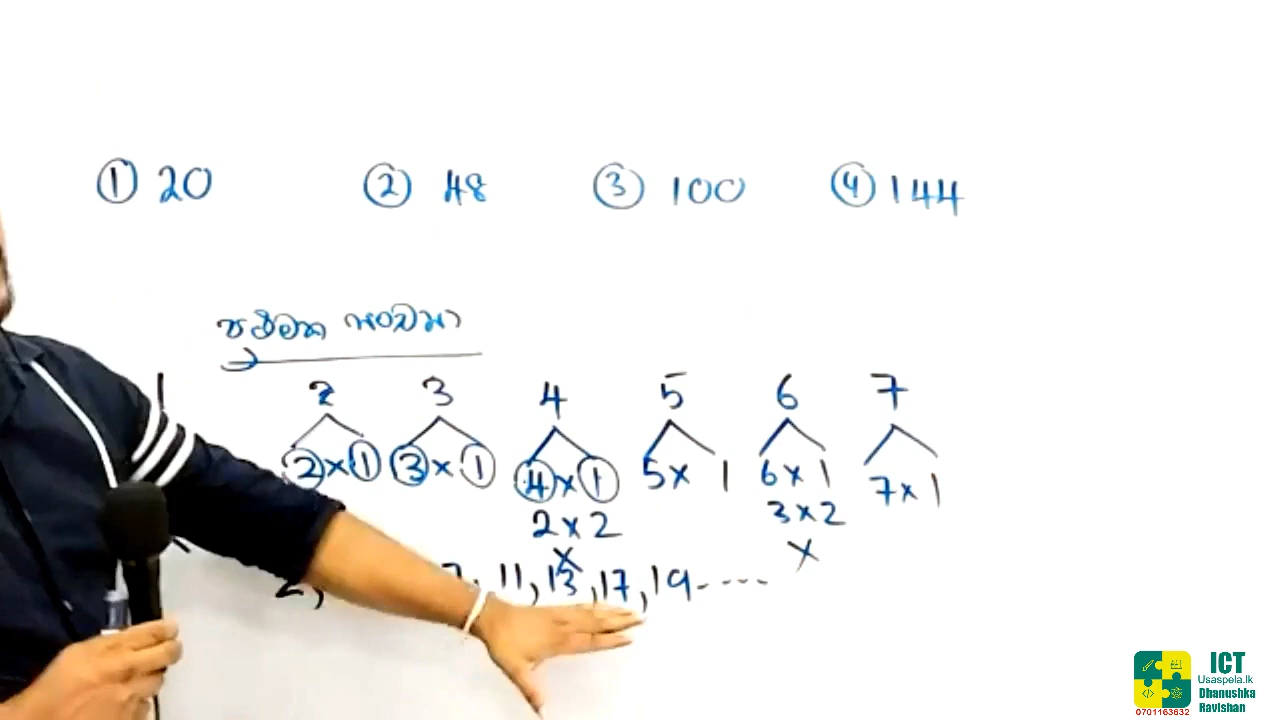 ① 20 ② 48 ③ 100 ④ 144
ප්‍රථමක සංඛ්‍යා
1 2 3 4 5 6 7
2 x 1 3 x 1 4 x 1 5 x 1 6 x 1 7 x 1
2 x 2 3 x 2
x x
2, 7, 11, 13, 17, 19 - - - -
ICT
Usaspela.lk
Dhanushka
Ravishan
0701163632